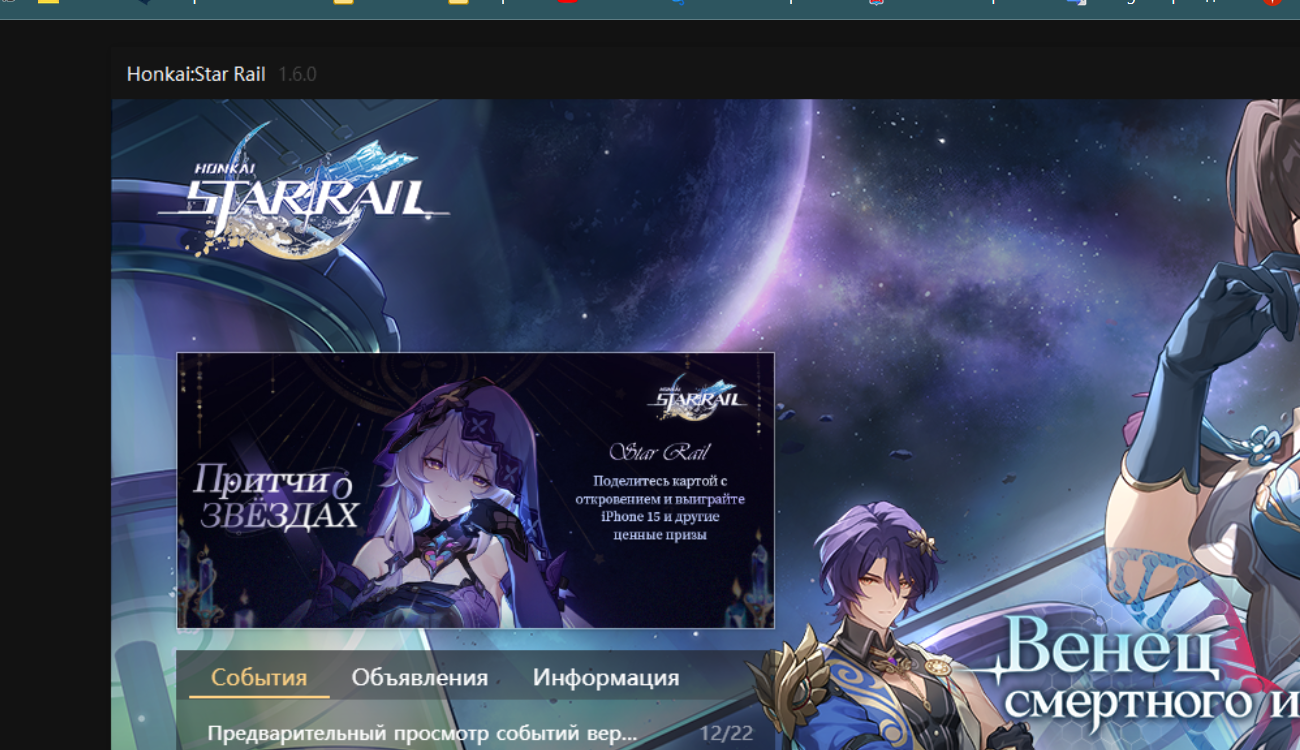 Honkai:Star Rail 1.6.0
HONKAI
STAR RAIL
HONKAI
STAR RAIL
Star Rail
Притчи о
ЗВЁЗДАХ
Поделитесь картой с
откровением и выиграйте
iPhone 15 и другие
ценные призы
Венец
смертного и
События Объявления Информация
Предварительный просмотр событий вер... 12/22